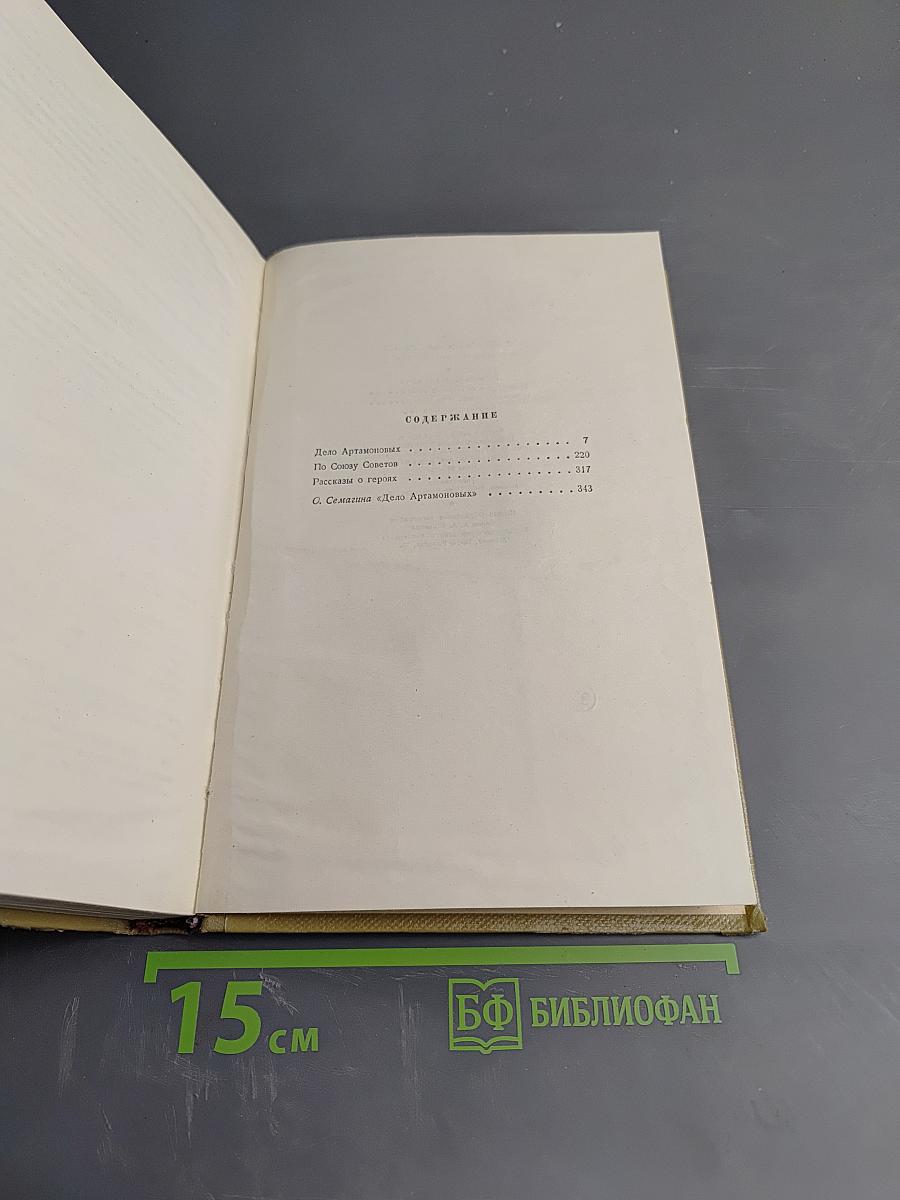 СОДЕРЖАНИЕ
Дело Артамоновых . . . . . . . . . . . . . . . . . 7
По Союзу Советов . . . . . . . . . . . . . . . . . 220
Рассказы о героях . . . . . . . . . . . . . . . . . 317
О. Семагина «Дело Артамоновых» . . . . . . . . . 343
15 см
БФ БИБЛИОФАН